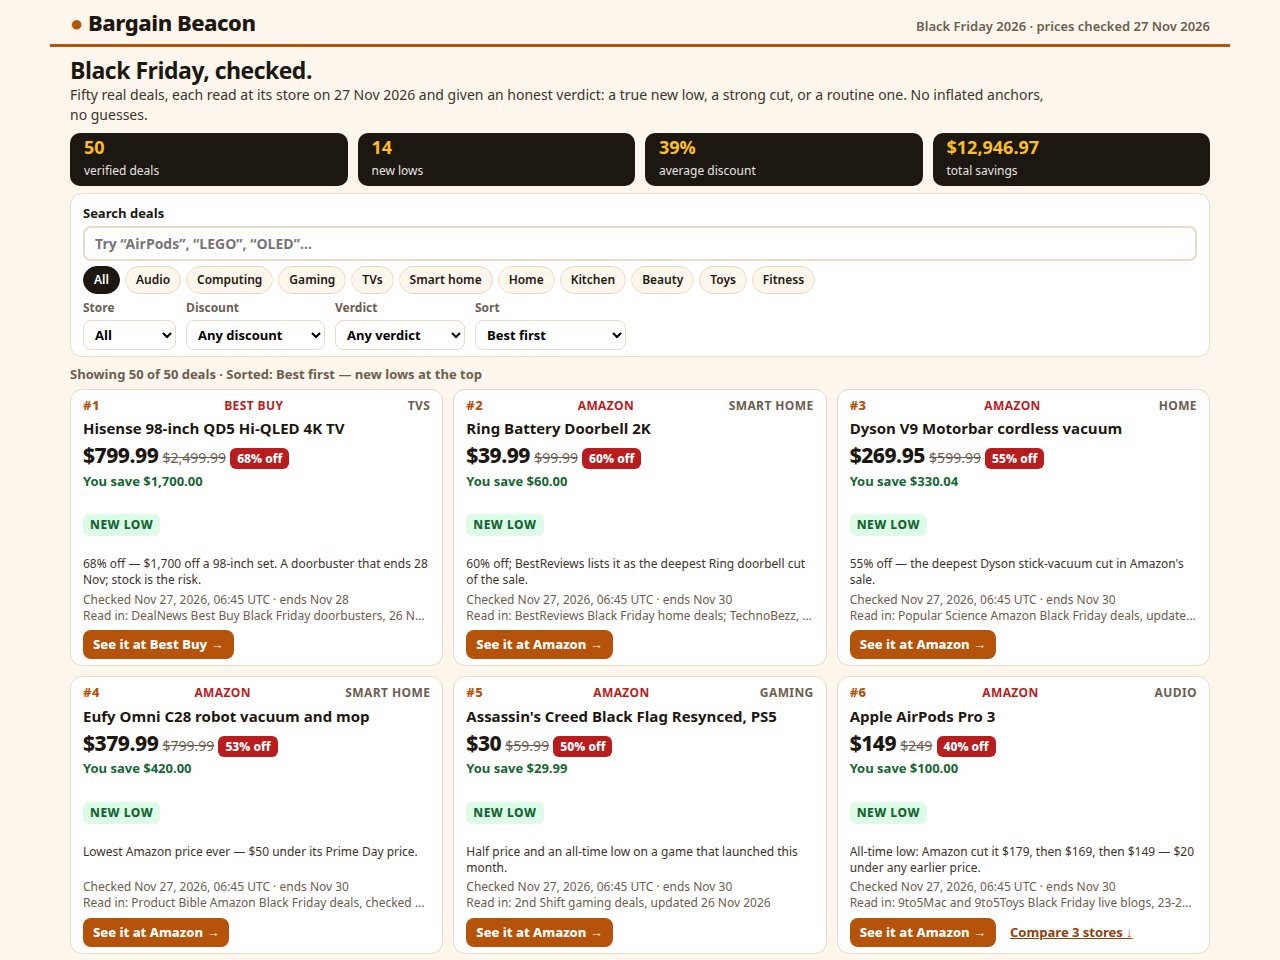 Bargain Beacon
Black Friday 2026 · prices checked 27 Nov 2026
Black Friday, checked.
Fifty real deals, each read at its store on 27 Nov 2026 and given an honest verdict: a true new low, a strong cut, or a routine one. No inflated anchors,
no guesses.
50
verified deals
14
new lows
39%
average discount
$12,946.97
total savings
Search deals
Try “AirPods”, “LEGO”, “OLED”…
All Audio Computing Gaming TVs Smart home Home Kitchen Beauty Toys Fitness
Store Discount Verdict Sort
All Any discount Any verdict Best first
Showing 50 of 50 deals · Sorted: Best first — new lows at the top
#1 BEST BUY TVS
Hisense 98-inch QD5 Hi-QLED 4K TV
$799.99 $2,499.99 68% off
You save $1,700.00
NEW LOW
68% off — $1,700 off a 98-inch set. A doorbuster that ends 28
Nov; stock is the risk.
Checked Nov 27, 2026, 06:45 UTC · ends Nov 28
Read in: DealNews Best Buy Black Friday doorbusters, 26 N…
See it at Best Buy →
#2 AMAZON SMART HOME
Ring Battery Doorbell 2K
$39.99 $99.99 60% off
You save $60.00
NEW LOW
60% off; BestReviews lists it as the deepest Ring doorbell cut
of the sale.
Checked Nov 27, 2026, 06:45 UTC · ends Nov 30
Read in: BestReviews Black Friday home deals; TechnoBezz, …
See it at Amazon →
#3 AMAZON HOME
Dyson V9 Motorbar cordless vacuum
$269.95 $599.99 55% off
You save $330.04
NEW LOW
55% off — the deepest Dyson stick-vacuum cut in Amazon's
sale.
Checked Nov 27, 2026, 06:45 UTC · ends Nov 30
Read in: Popular Science Amazon Black Friday deals, update…
See it at Amazon →
#4 AMAZON SMART HOME
Eufy Omni C28 robot vacuum and mop
$379.99 $799.99 53% off
You save $420.00
NEW LOW
Lowest Amazon price ever — $50 under its Prime Day price.
Checked Nov 27, 2026, 06:45 UTC · ends Nov 30
Read in: Product Bible Amazon Black Friday deals, checked …
See it at Amazon →
#5 AMAZON GAMING
Assassin's Creed Black Flag Resynced, PS5
$30 $59.99 50% off
You save $29.99
NEW LOW
Half price and an all-time low on a game that launched this
month.
Checked Nov 27, 2026, 06:45 UTC · ends Nov 30
Read in: 2nd Shift gaming deals, updated 26 Nov 2026
See it at Amazon →
#6 AMAZON AUDIO
Apple AirPods Pro 3
$149 $249 40% off
You save $100.00
NEW LOW
All-time low: Amazon cut it $179, then $169, then $149 — $20
under any earlier price.
Checked Nov 27, 2026, 06:45 UTC · ends Nov 30
Read in: 9to5Mac and 9to5Toys Black Friday live blogs, 23-2…
See it at Amazon → Compare 3 stores ↓